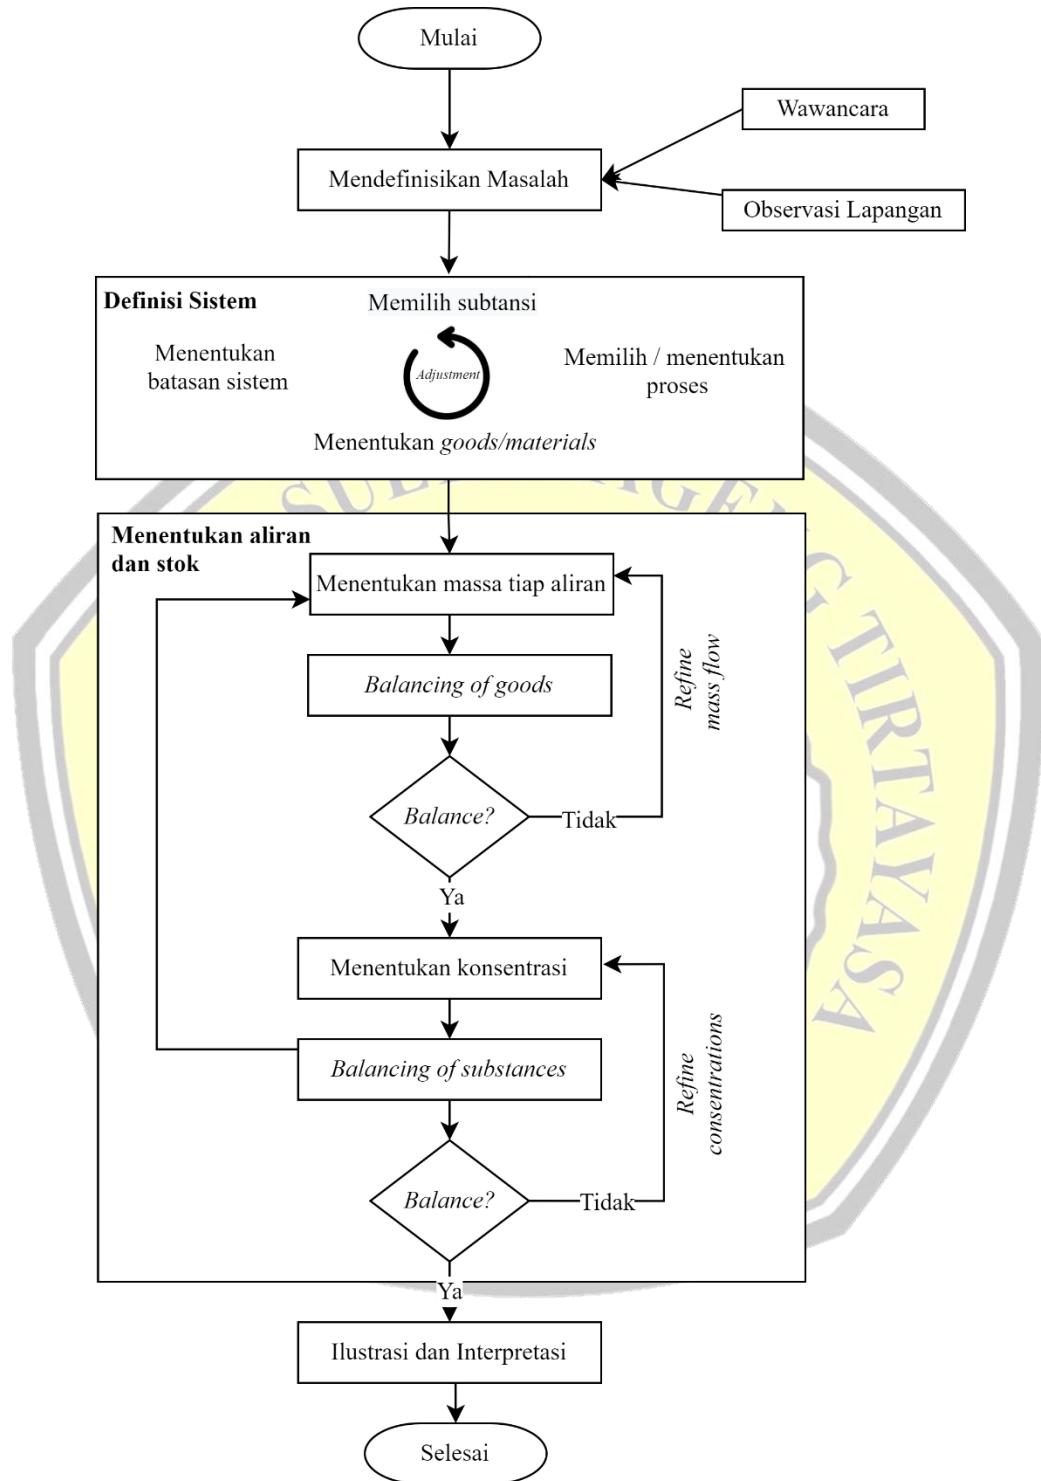 Mulai
Wawancara
Mendefinisikan Masalah
Observasi Lapangan
Definisi Sistem
Memilih subtansi
Menentukan
batasan sistem
Adjustment
Memilih / menentukan
proses
Menentukan goods/materials
Menentukan aliran
dan stok
Menentukan massa tiap aliran
Balancing of goods
Refine
mass flow
Balance?
Tidak
Ya
Menentukan konsentrasi
Balancing of substances
Refine
consentrations
Balance?
Tidak
Ya
Ilustrasi dan Interpretasi
Selesai
TIRTAYASA